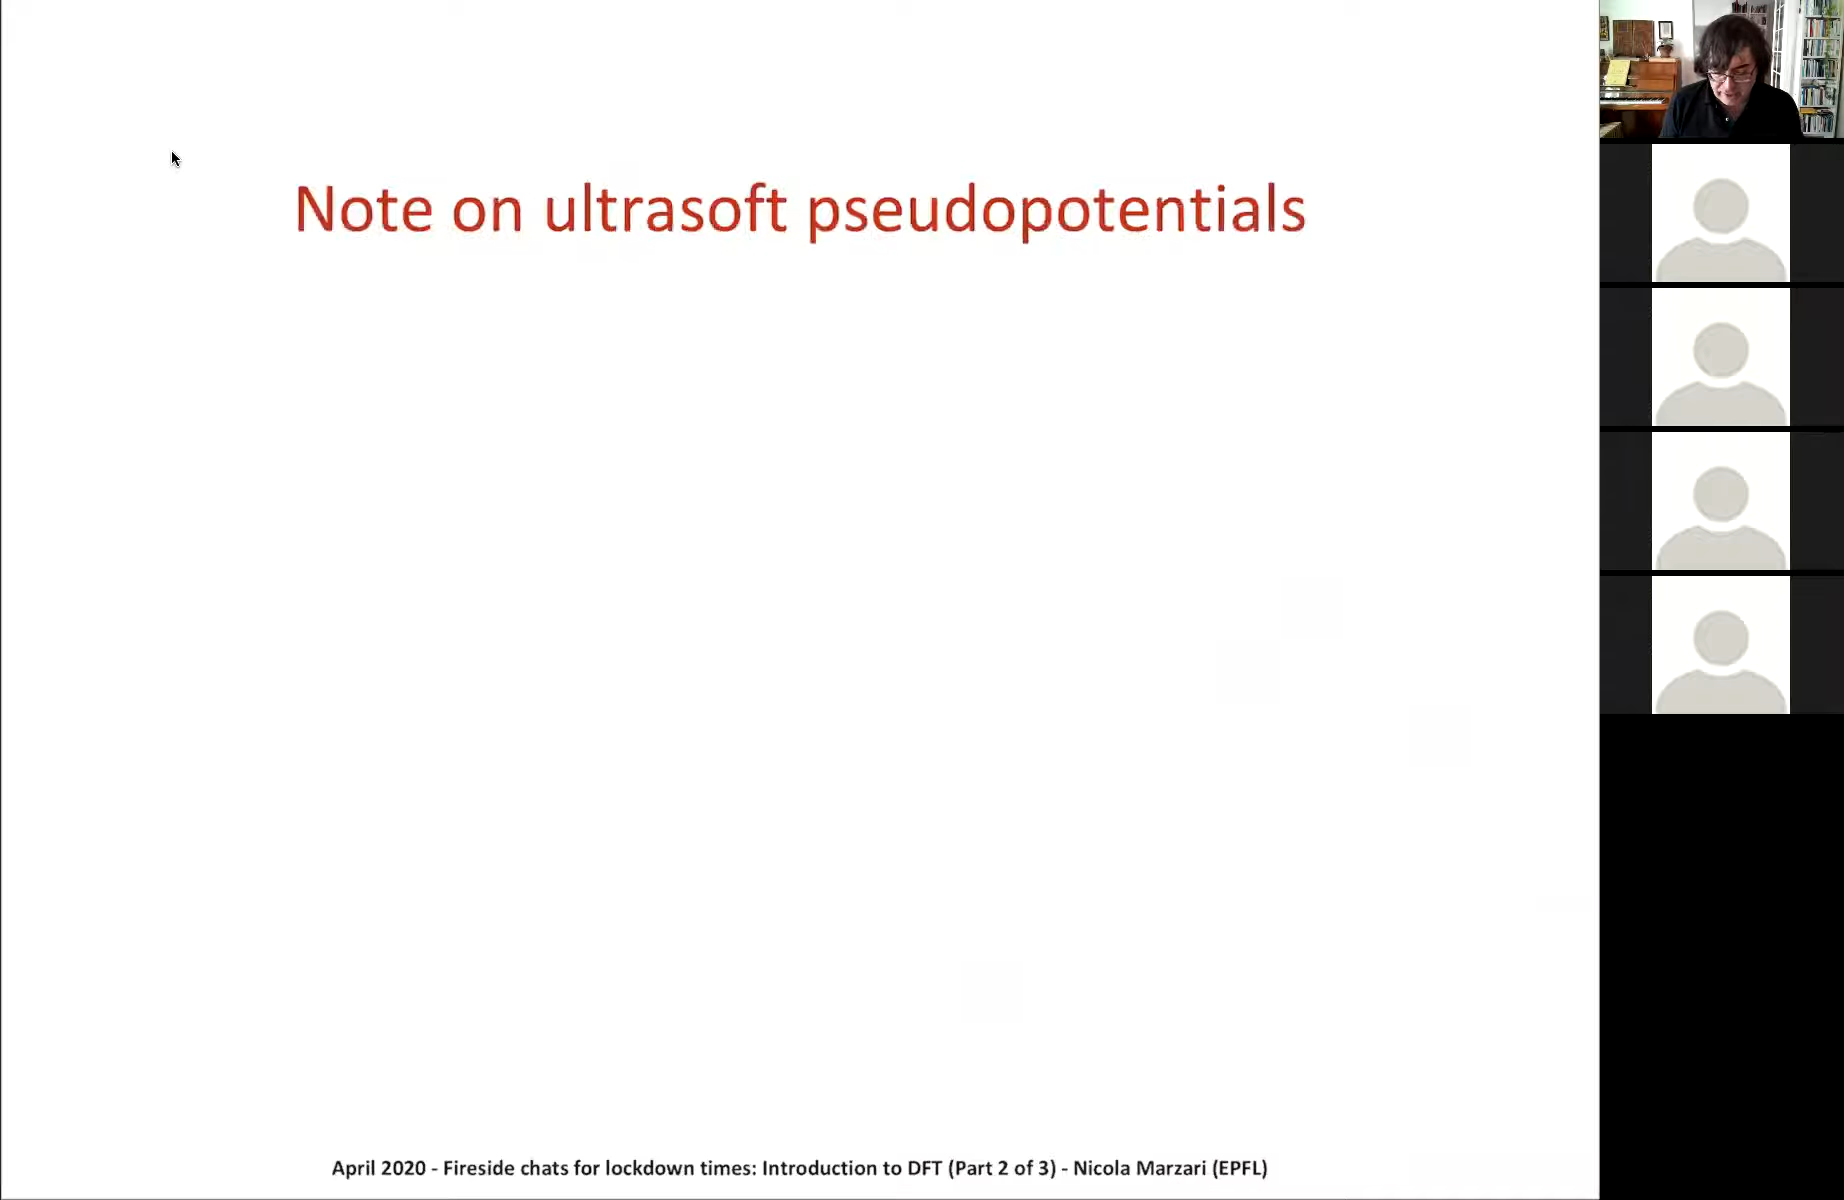 Note on ultrasoft pseudopotentials
April 2020 - Fireside chats for lockdown times: Introduction to DFT (Part 2 of 3) - Nicola Marzari (EPFL)